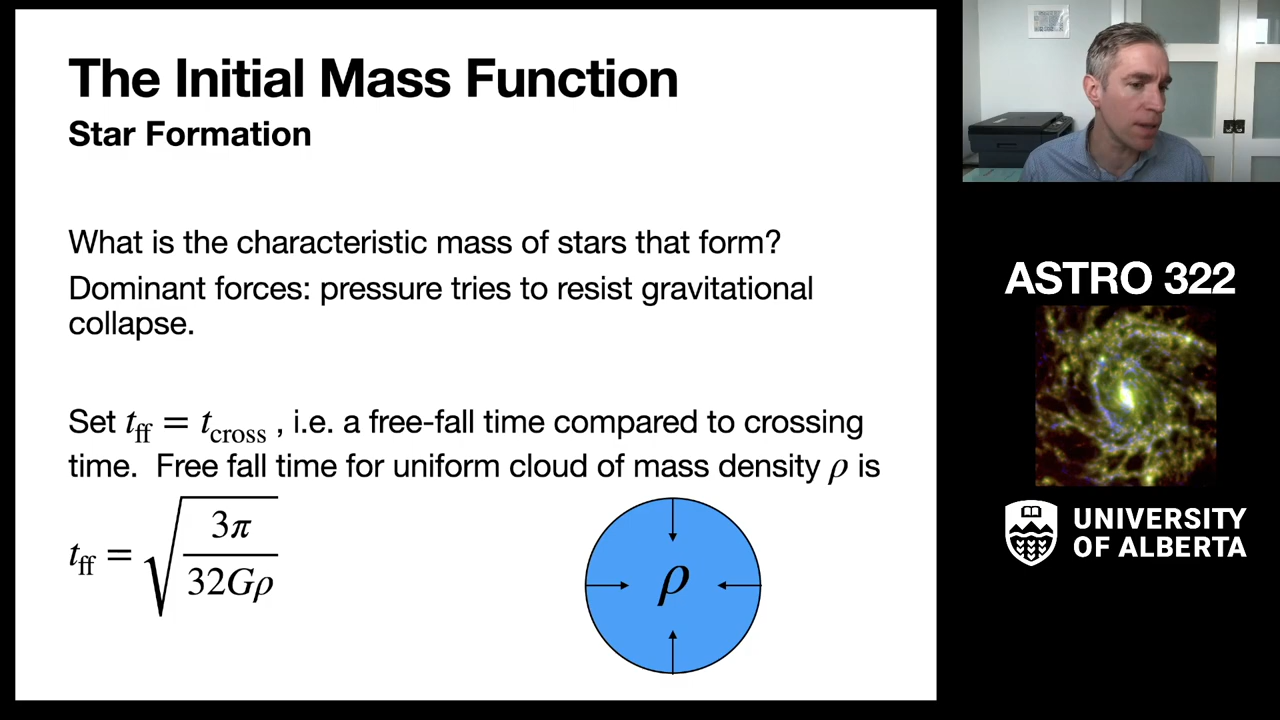 The Initial Mass Function
Star Formation
What is the characteristic mass of stars that form?
Dominant forces: pressure tries to resist gravitational
collapse.
Set t_ff = t_cross , i.e. a free-fall time compared to crossing
time. Free fall time for uniform cloud of mass density ρ is
t_ff = √(3π / 32Gρ)
ρ
ASTRO 322
UNIVERSITY
OF ALBERTA